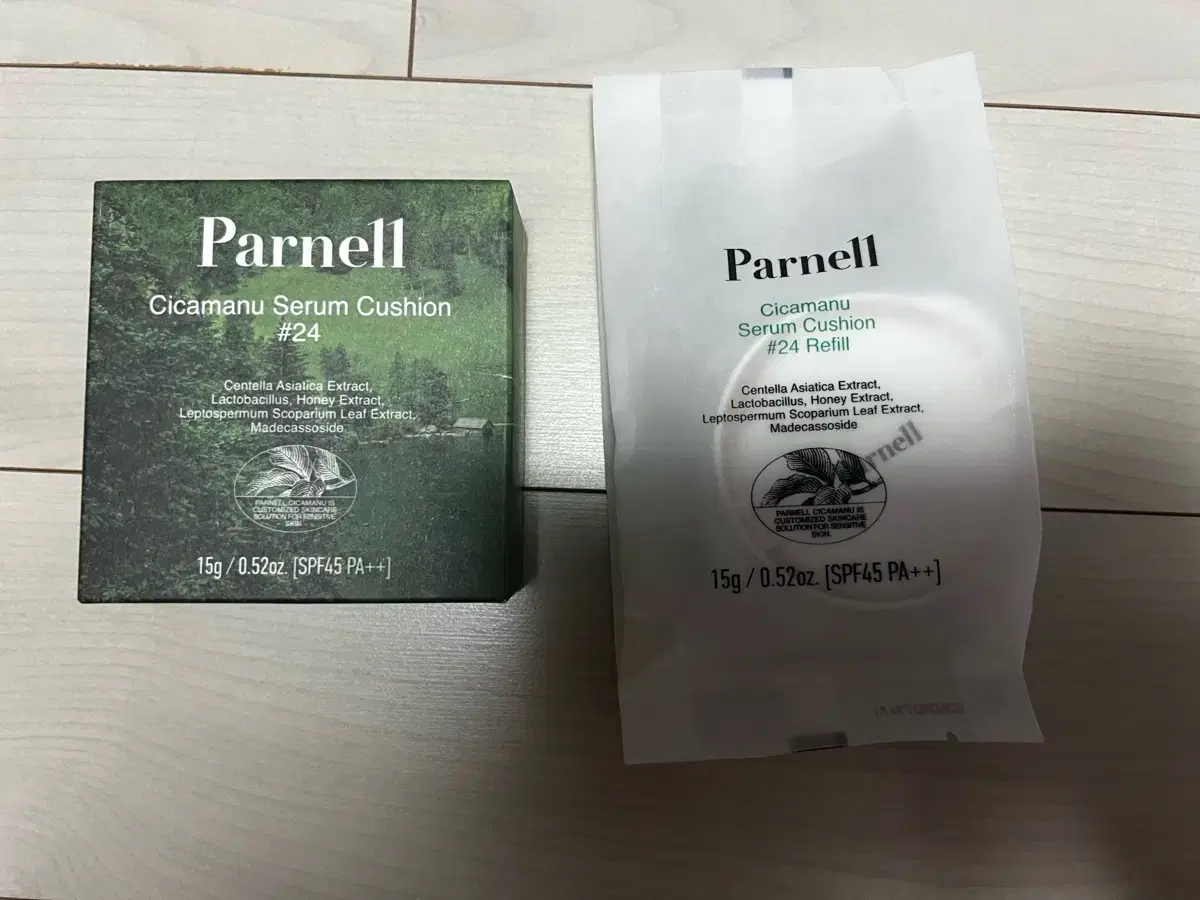 Parnell
Cicamanu Serum Cushion
#24
Centella Asiatica Extract,
Lactobacillus, Honey Extract,
Leptospermum Scoparium Leaf Extract,
Madecassoside
PARNELL CICAMANU IS
CUSTOMIZED SKINCARE
SOLUTION FOR SENSITIVE
SKIN.
15g / 0.52oz. [SPF45 PA++]
Parnell
Cicamanu
Serum Cushion
#24 Refill
Centella Asiatica Extract,
Lactobacillus, Honey Extract,
Leptospermum Scoparium Leaf Extract,
Madecassoside
rnell
PARNELL CICAMANU IS
CUSTOMIZED SKINCARE
SOLUTION FOR SENSITIVE
SKIN.
15g / 0.52oz. [SPF45 PA++]